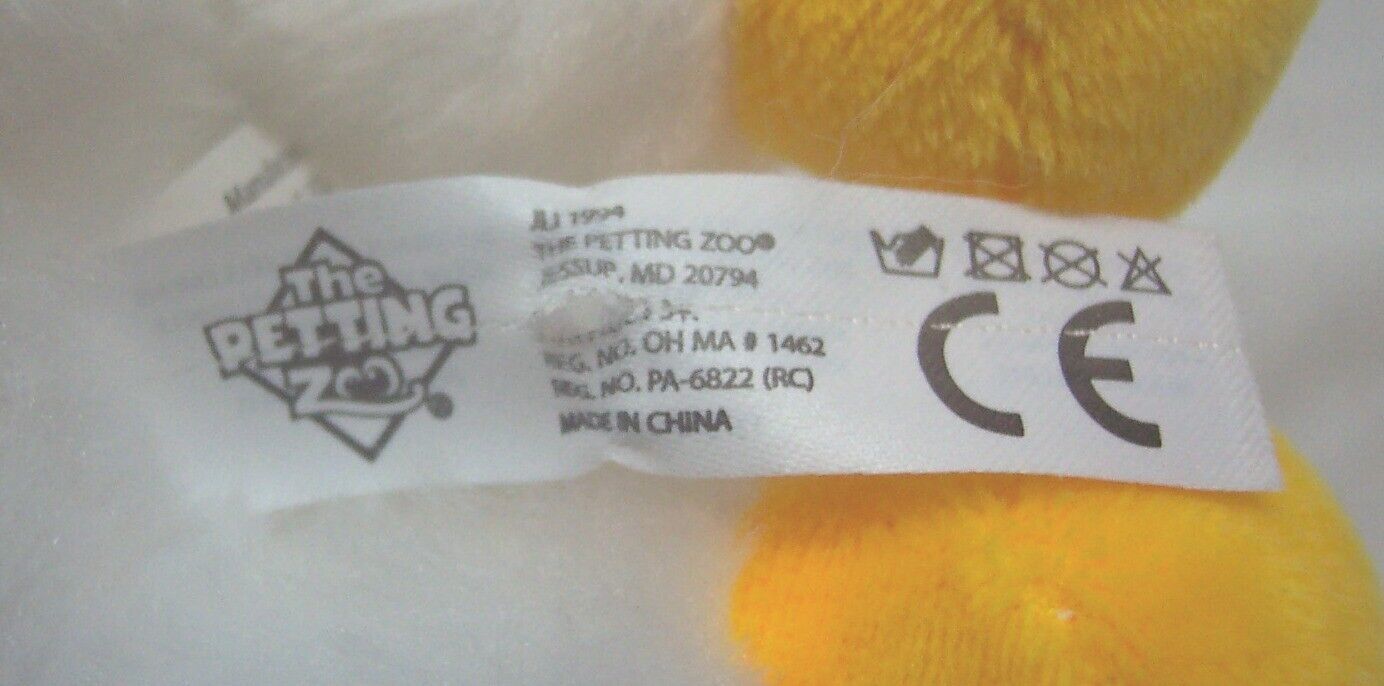 The
PETTING
ZOO®
THE PETTING ZOO®
JESSUP, MD 20794
REG. NO. OH MA # 1462
REG. NO. PA-6822 (RC)
MADE IN CHINA
CE